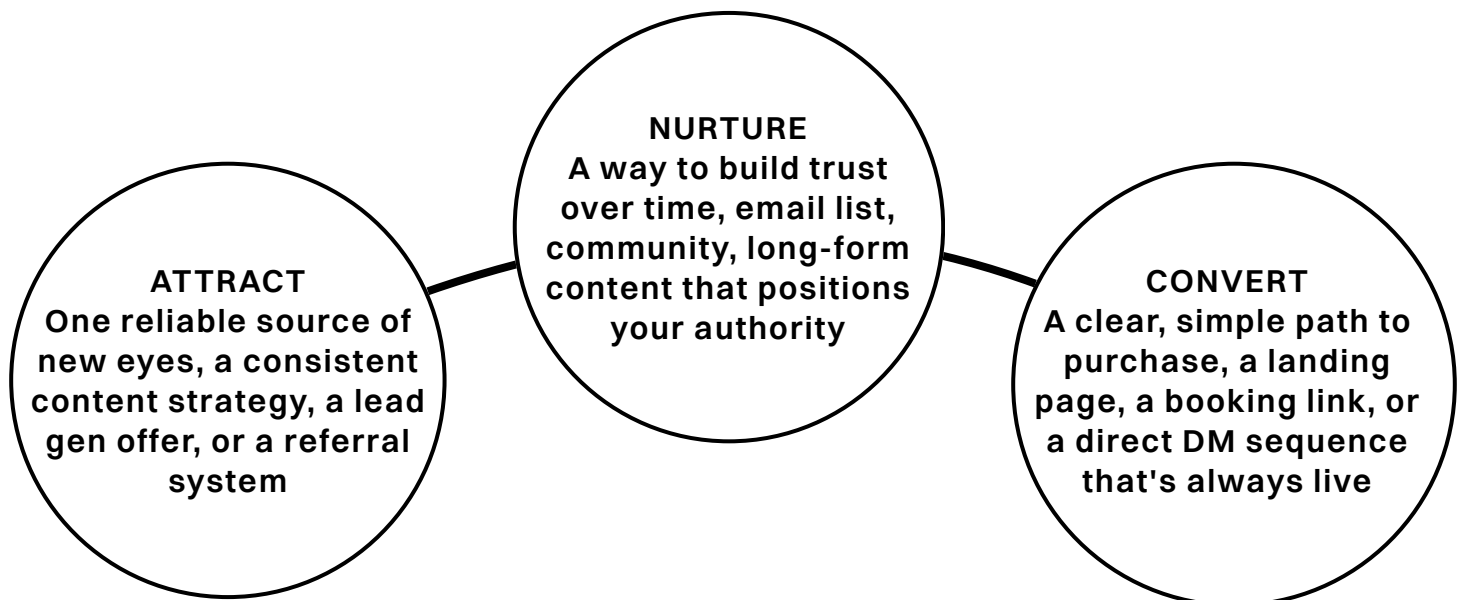 ATTRACT
One reliable source of
new eyes, a consistent
content strategy, a lead
gen offer, or a referral
system
NURTURE
A way to build trust
over time, email list,
community, long-form
content that positions
your authority
CONVERT
A clear, simple path to
purchase, a landing
page, a booking link, or
a direct DM sequence
that's always live